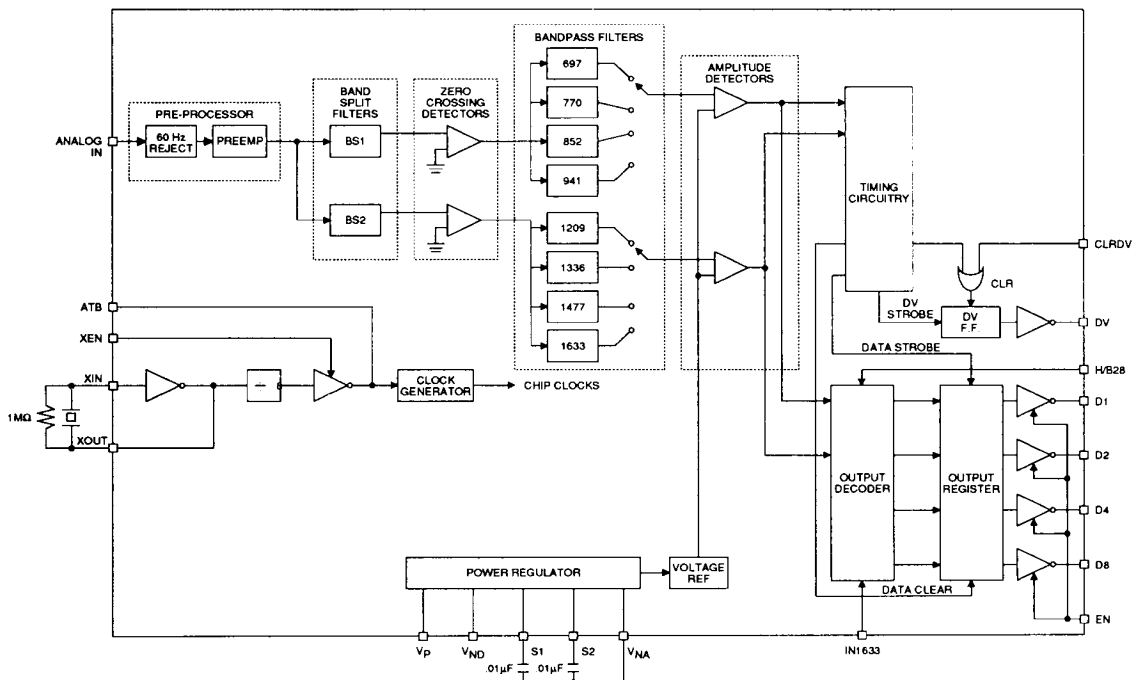 BANDPASS FILTERS
697
770
852
941
1209
1336
1477
1633
AMPLITUDE
DETECTORS
BAND
SPLIT
FILTERS
BS1
BS2
ZERO
CROSSING
DETECTORS
PRE-PROCESSOR
60 Hz
REJECT
PREEMP
ANALOG
IN
TIMING
CIRCUITRY
CLRDV
CLR
DV
STROBE
DV
F.F.
DV
DATA STROBE
H/B28
ATB
XEN
XIN
1MΩ
XOUT
÷
CLOCK
GENERATOR
CHIP CLOCKS
OUTPUT
DECODER
OUTPUT
REGISTER
D1
D2
D4
D8
DATA CLEAR
EN
POWER REGULATOR
VOLTAGE
REF
VP
VND
S1
S2
VNA
.01µF
.01µF
IN1633